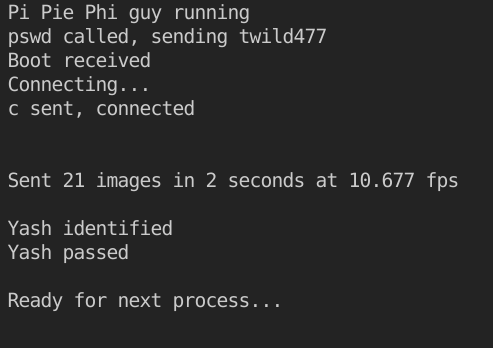 Pi Pie Phi guy running
pswd called, sending twild477
Boot received
Connecting...
c sent, connected
Sent 21 images in 2 seconds at 10.677 fps
Yash identified
Yash passed
Ready for next process...